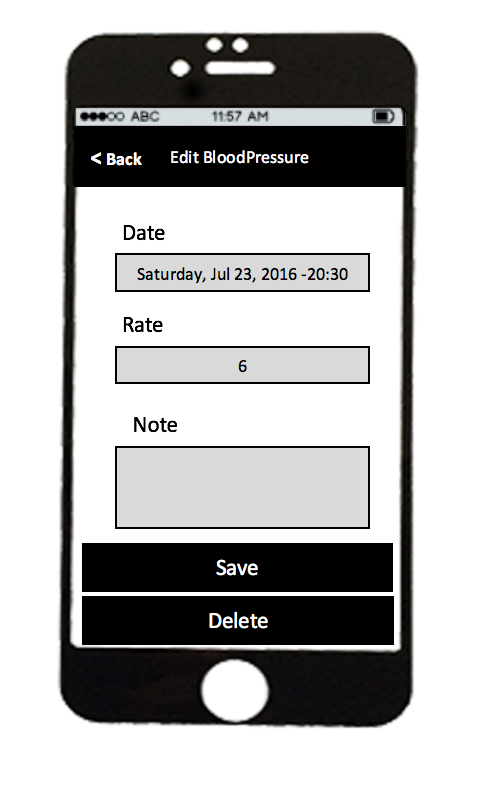 ABC 11:57 AM
< Back Edit BloodPressure
Date
Saturday, Jul 23, 2016 -20:30
Rate
6
Note
Save
Delete